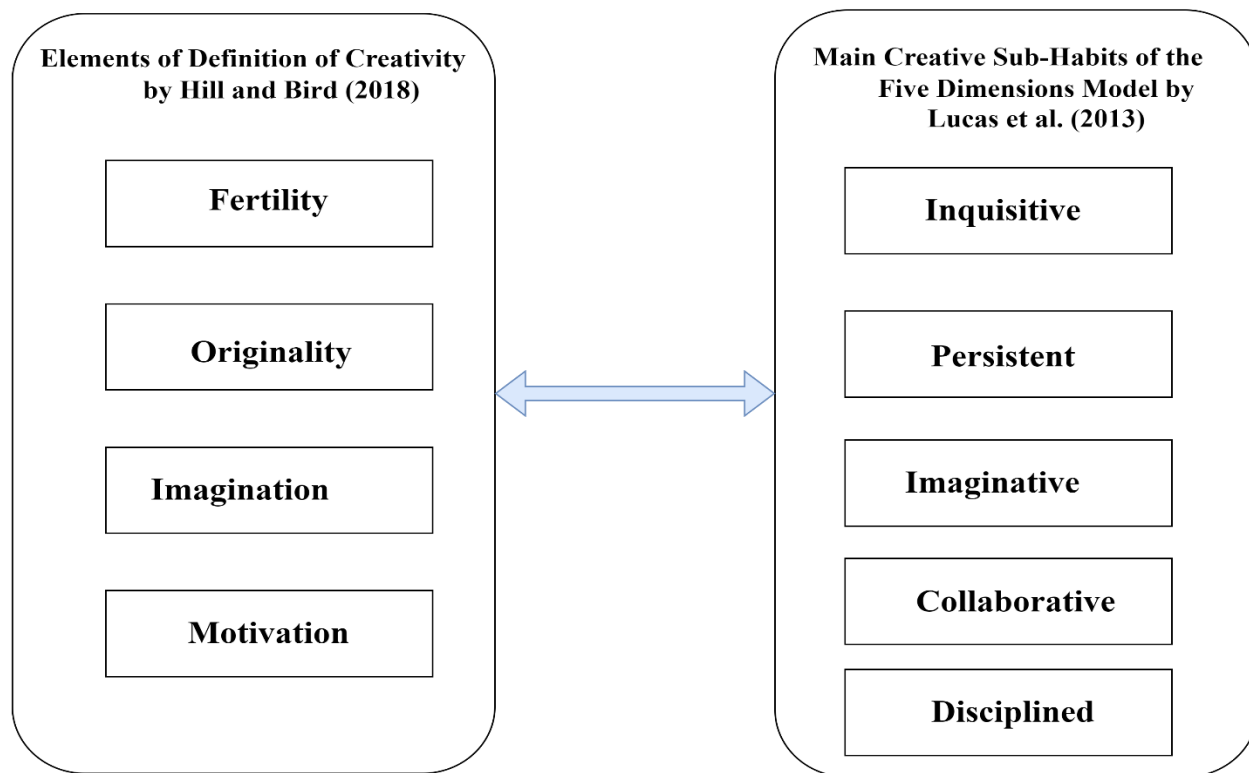 Elements of Definition of Creativity
by Hill and Bird (2018)
Fertility
Originality
Imagination
Motivation
Main Creative Sub-Habits of the
Five Dimensions Model by
Lucas et al. (2013)
Inquisitive
Persistent
Imaginative
Collaborative
Disciplined